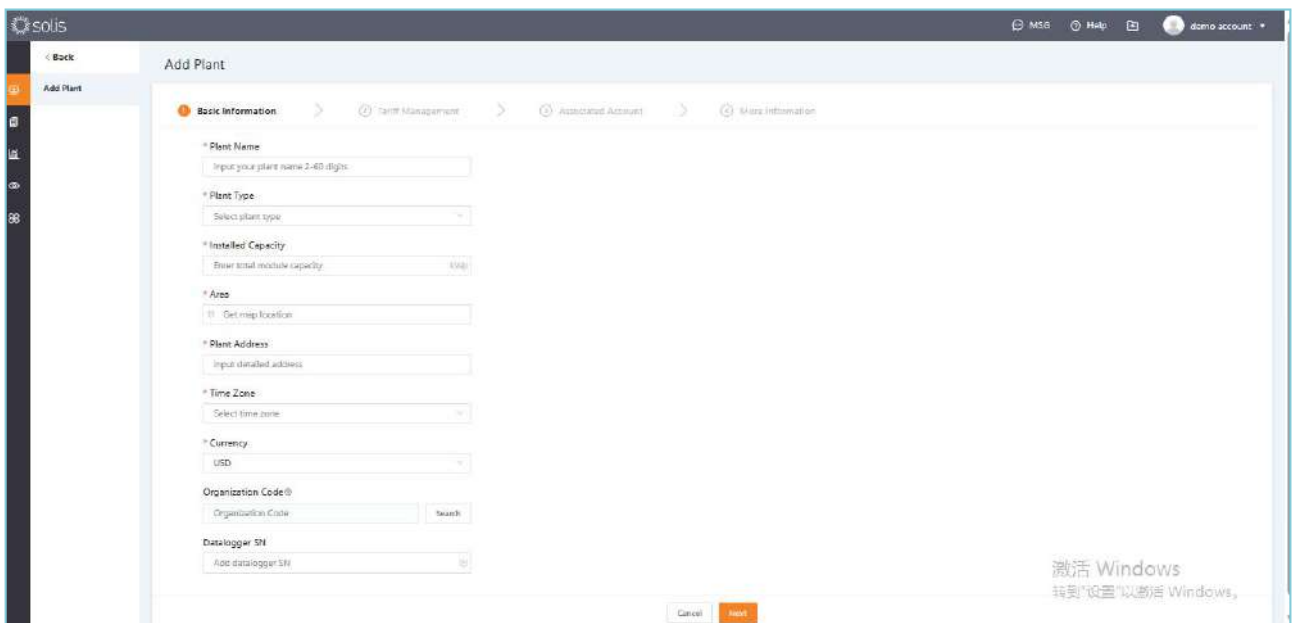 solis
MSG
Help
demo account
< Back
Add Plant
Add Plant
Basic Information
2 Tariff Management
3 Associated Account
4 More Information
* Plant Name
Input your plant name 2-60 digits
* Plant Type
Select plant type
* Installed Capacity
Enter total module capacity
kWp
* Area
Get map location
* Plant Address
Input detailed address
* Time Zone
Select time zone
* Currency
USD
Organization Code
Organization Code
Search
Datalogger SN
Add datalogger SN
Cancel
Next
激活 Windows
转到"设置"以激活 Windows。